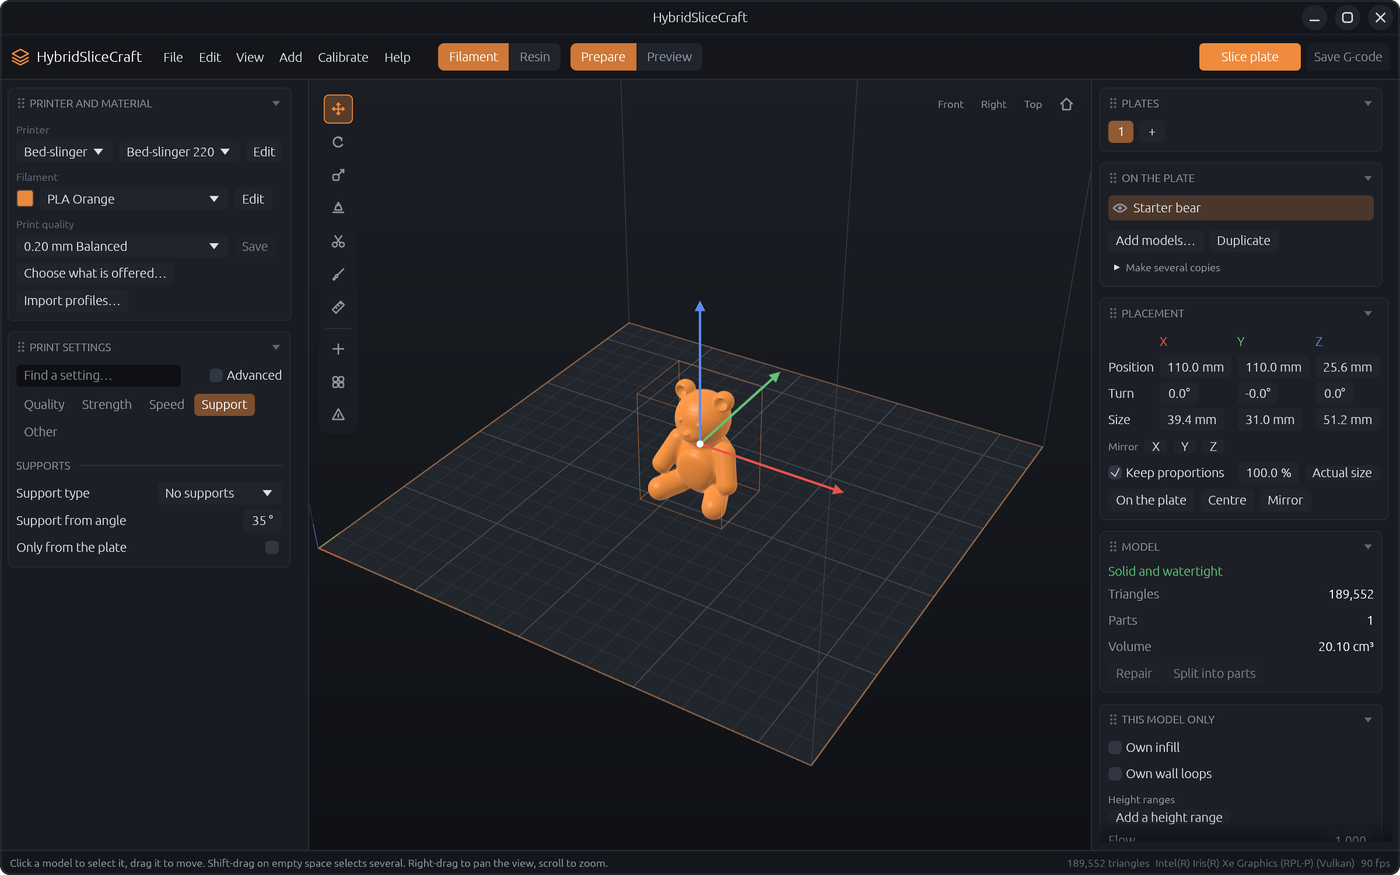 HybridSliceCraft
HybridSliceCraft File Edit View Add Calibrate Help Filament Resin Prepare Preview Slice plate Save G-code
PRINTER AND MATERIAL
Printer
Bed-slinger Bed-slinger 220 Edit
Filament
PLA Orange Edit
Print quality
0.20 mm Balanced Save
Choose what is offered…
Import profiles…
PRINT SETTINGS
Find a setting… Advanced
Quality Strength Speed Support
Other
SUPPORTS
Support type No supports
Support from angle 35 °
Only from the plate
Front Right Top
PLATES
1 +
ON THE PLATE
Starter bear
Add models… Duplicate
Make several copies
PLACEMENT
X Y Z
Position 110.0 mm 110.0 mm 25.6 mm
Turn 0.0° -0.0° 0.0°
Size 39.4 mm 31.0 mm 51.2 mm
Mirror X Y Z
Keep proportions 100.0 % Actual size
On the plate Centre Mirror
MODEL
Solid and watertight
Triangles 189,552
Parts 1
Volume 20.10 cm³
Repair Split into parts
THIS MODEL ONLY
Own infill
Own wall loops
Height ranges
Add a height range
Flow 1.000
Click a model to select it, drag it to move. Shift-drag on empty space selects several. Right-drag to pan the view, scroll to zoom.
189,552 triangles Intel(R) Iris(R) Xe Graphics (RPL-P) (Vulkan) 90 fps